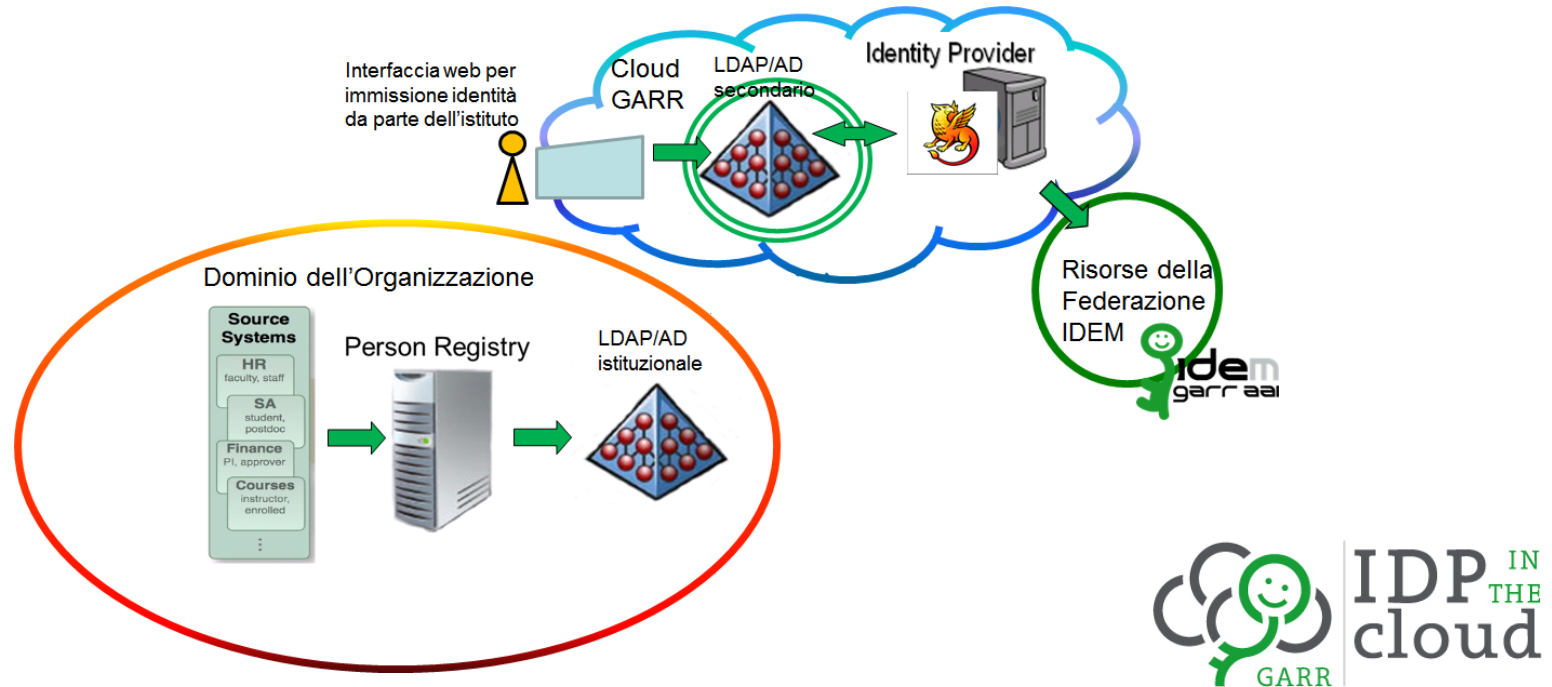 Interfaccia web per
immissione identità
da parte dell'istituto
Cloud
GARR
LDAP/AD
secondario
Identity Provider
Risorse della
Federazione
IDEM
idem
garr aai
Dominio dell'Organizzazione
Source
Systems
HR
faculty, staff
SA
student,
postdoc
Finance
PI, approver
Courses
instructor,
enrolled
⋮
Person Registry
LDAP/AD
istituzionale
IDP IN
THE
cloud
GARR